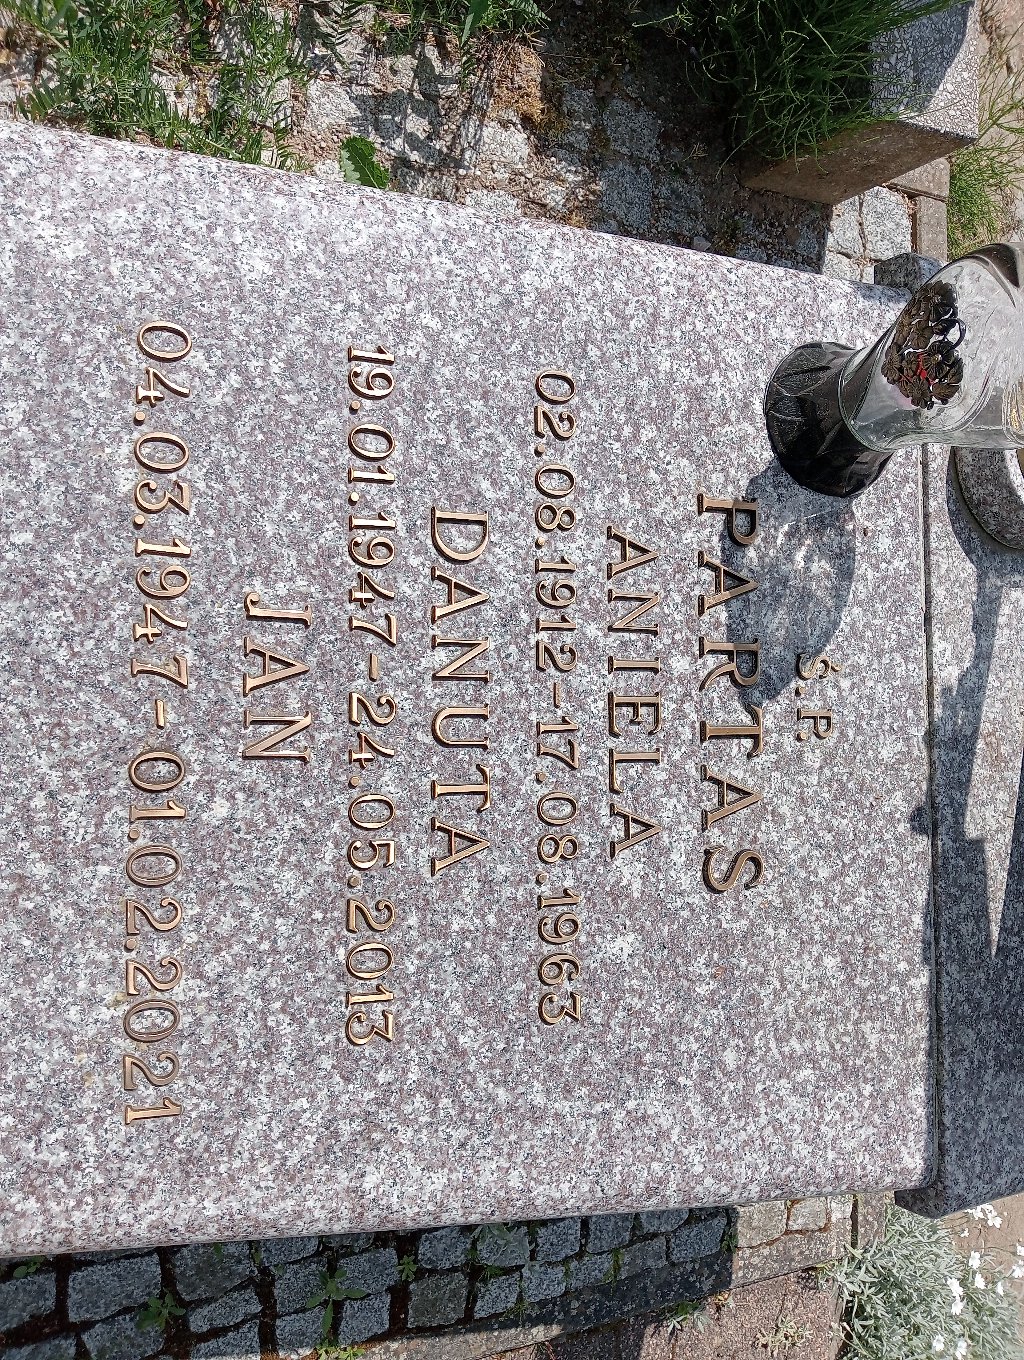 Ś.P.
PARTAS
ANIELA
02.08.1912-17.08.1963
DANUTA
19.01.1947-24.05.2013
JAN
04.03.1947-01.02.2021